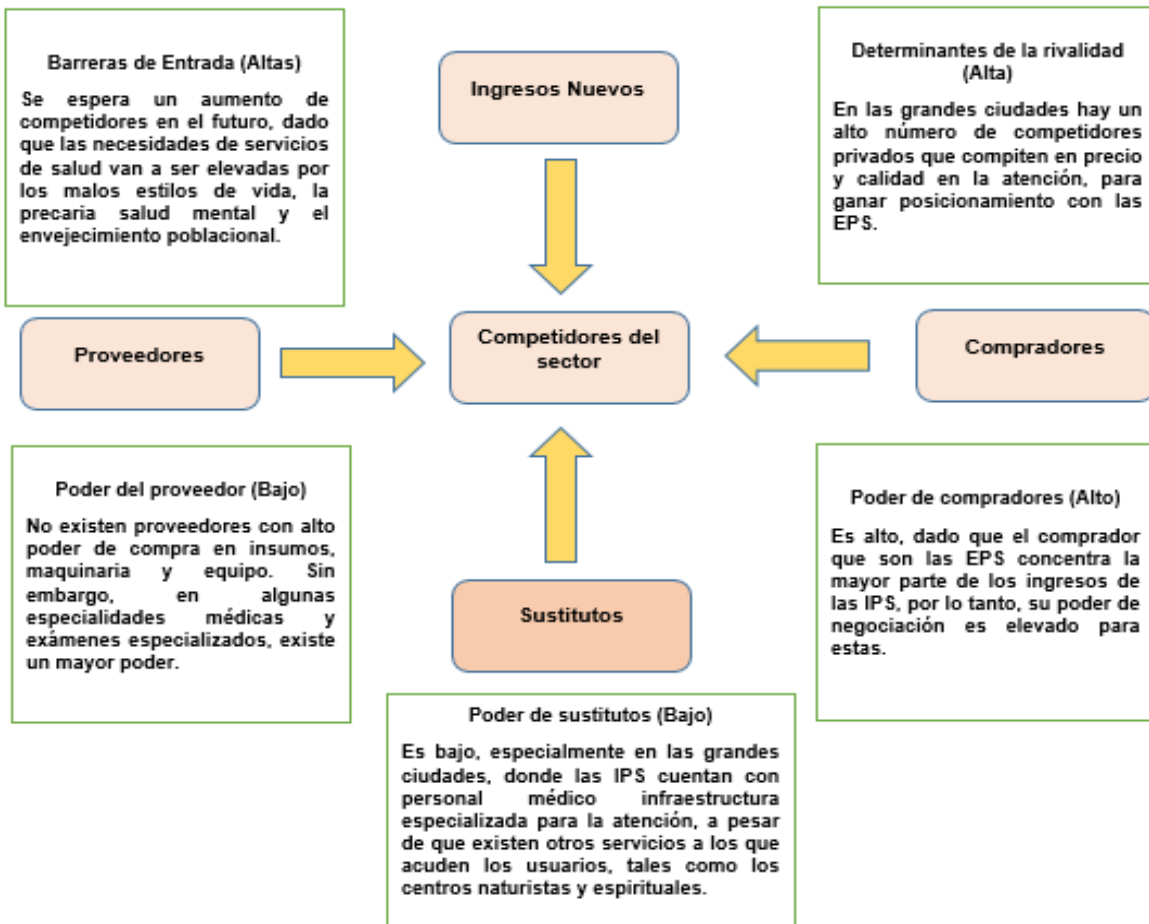 Barreras de Entrada (Altas)
Se espera un aumento de
competidores en el futuro, dado
que las necesidades de servicios
de salud van a ser elevadas por
los malos estilos de vida, la
precaria salud mental y el
envejecimiento poblacional.
Ingresos Nuevos
Determinantes de la rivalidad
(Alta)
En las grandes ciudades hay un
alto número de competidores
privados que compiten en precio
y calidad en la atención, para
ganar posicionamiento con las
EPS.
Proveedores
Competidores del
sector
Compradores
Poder del proveedor (Bajo)
No existen proveedores con alto
poder de compra en insumos,
maquinaria y equipo. Sin
embargo, en algunas
especialidades médicas y
exámenes especializados, existe
un mayor poder.
Sustitutos
Poder de compradores (Alto)
Es alto, dado que el comprador
que son las EPS concentra la
mayor parte de los ingresos de
las IPS, por lo tanto, su poder de
negociación es elevado para
estas.
Poder de sustitutos (Bajo)
Es bajo, especialmente en las grandes
ciudades, donde las IPS cuentan con
personal médico infraestructura
especializada para la atención, a pesar
de que existen otros servicios a los que
acuden los usuarios, tales como los
centros naturistas y espirituales.